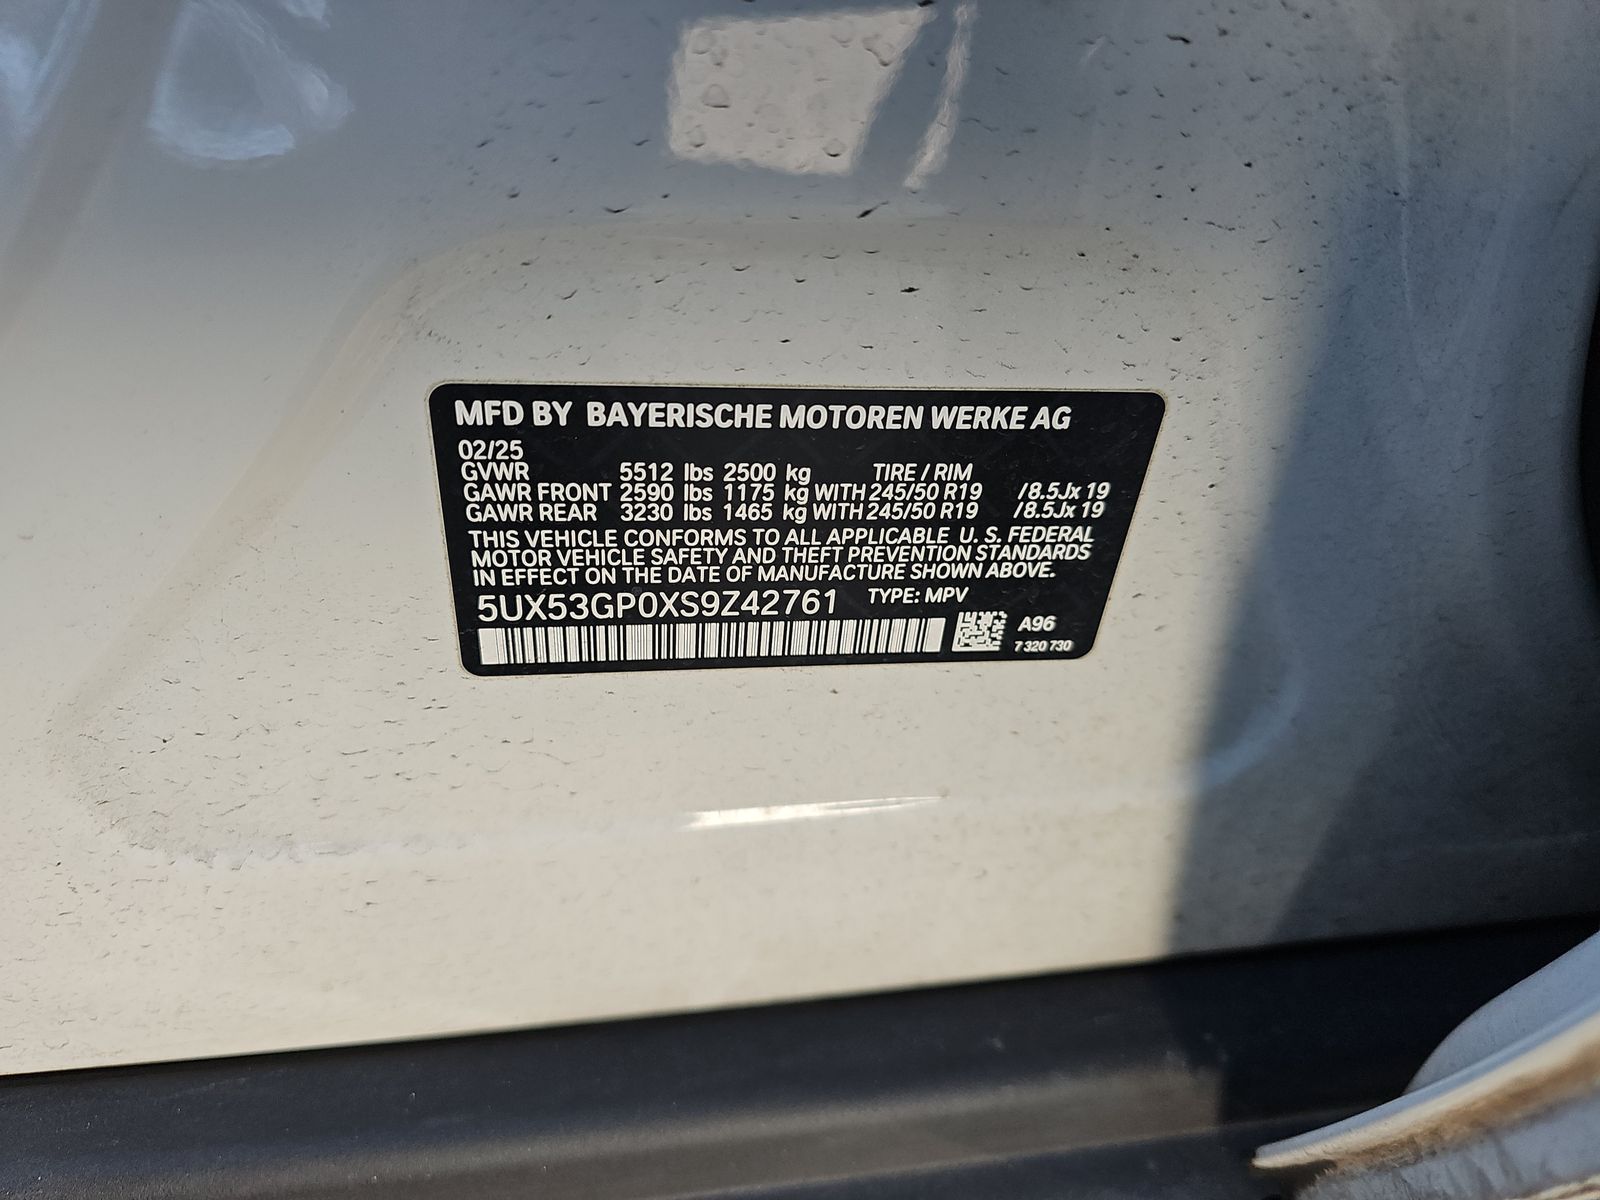 MFD BY BAYERISCHE MOTOREN WERKE AG
02/25
GVWR 5512 lbs 2500 kg TIRE / RIM
GAWR FRONT 2590 lbs 1175 kg WITH 245/50 R19 /8.5Jx 19
GAWR REAR 3230 lbs 1465 kg WITH 245/50 R19 /8.5Jx 19
THIS VEHICLE CONFORMS TO ALL APPLICABLE U. S. FEDERAL
MOTOR VEHICLE SAFETY AND THEFT PREVENTION STANDARDS
IN EFFECT ON THE DATE OF MANUFACTURE SHOWN ABOVE.
5UX53GP0XS9Z42761 TYPE: MPV
A96
7 320 730